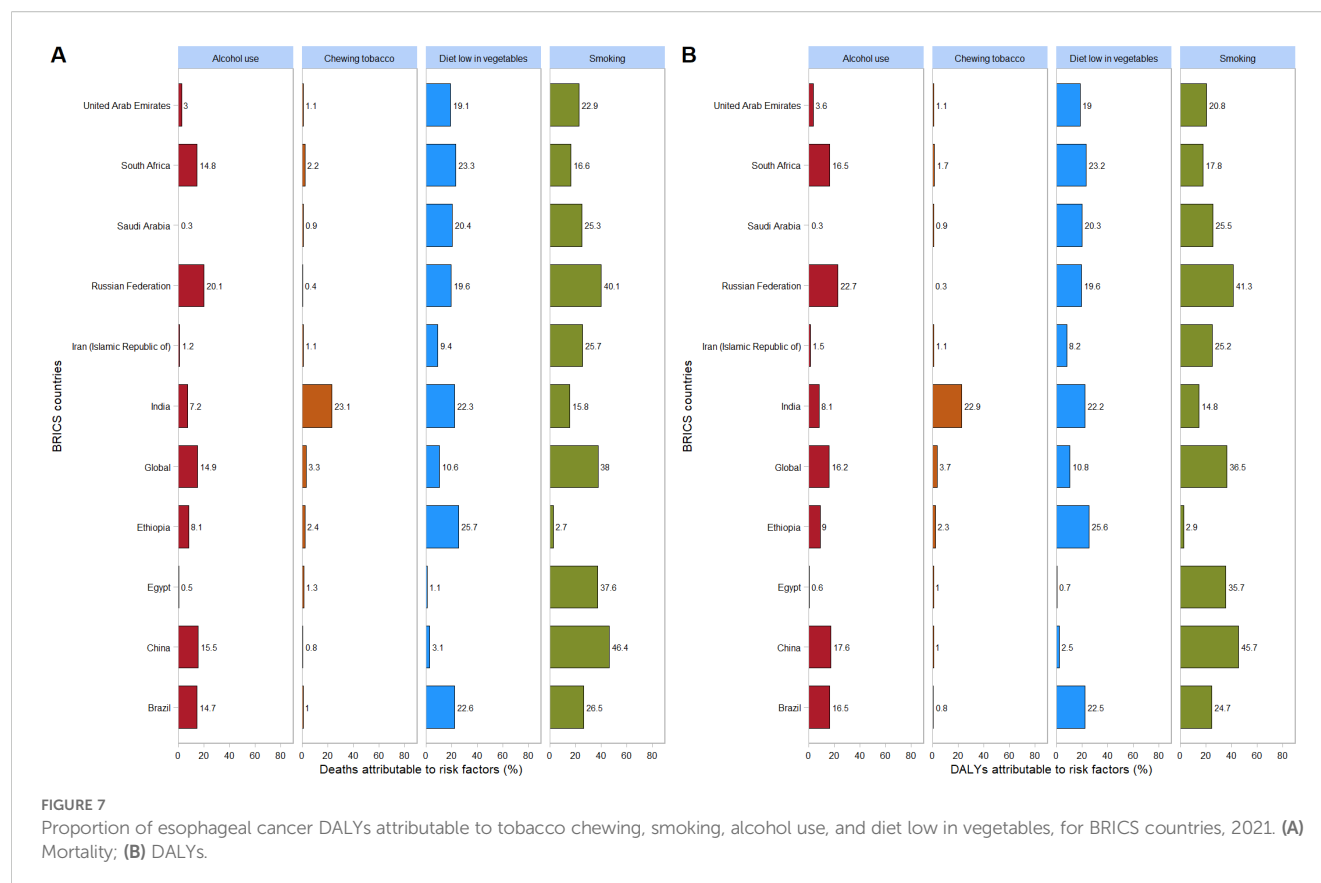 A
Alcohol use Chewing tobacco Diet low in vegetables Smoking
United Arab Emirates 3 1.1 19.1 22.9
South Africa 14.8 2.2 23.3 16.6
Saudi Arabia 0.3 0.9 20.4 25.3
Russian Federation 20.1 0.4 19.6 40.1
Iran (Islamic Republic of) 1.2 1.1 9.4 25.7
India 7.2 23.1 22.3 15.8
Global 14.9 3.3 10.6 38
Ethiopia 8.1 2.4 25.7 2.7
Egypt 0.5 1.3 1.1 37.6
China 15.5 0.8 3.1 46.4
Brazil 14.7 1 22.6 26.5
BRICS countries
0 20 40 60 80 0 20 40 60 80 0 20 40 60 80 0 20 40 60 80
Deaths attributable to risk factors (%)
B
Alcohol use Chewing tobacco Diet low in vegetables Smoking
United Arab Emirates 3.6 1.1 19 20.8
South Africa 16.5 1.7 23.2 17.8
Saudi Arabia 0.3 0.9 20.3 25.5
Russian Federation 22.7 0.3 19.6 41.3
Iran (Islamic Republic of) 1.5 1.1 8.2 25.2
India 8.1 22.9 22.2 14.8
Global 16.2 3.7 10.8 36.5
Ethiopia 9 2.3 25.6 2.9
Egypt 0.6 1 0.7 35.7
China 17.6 1 2.5 45.7
Brazil 16.5 0.8 22.5 24.7
BRICS countries
0 20 40 60 80 0 20 40 60 80 0 20 40 60 80 0 20 40 60 80
DALYs attributable to risk factors (%)
FIGURE 7
Proportion of esophageal cancer DALYs attributable to tobacco chewing, smoking, alcohol use, and diet low in vegetables, for BRICS countries, 2021. (A)
Mortality; (B) DALYs.